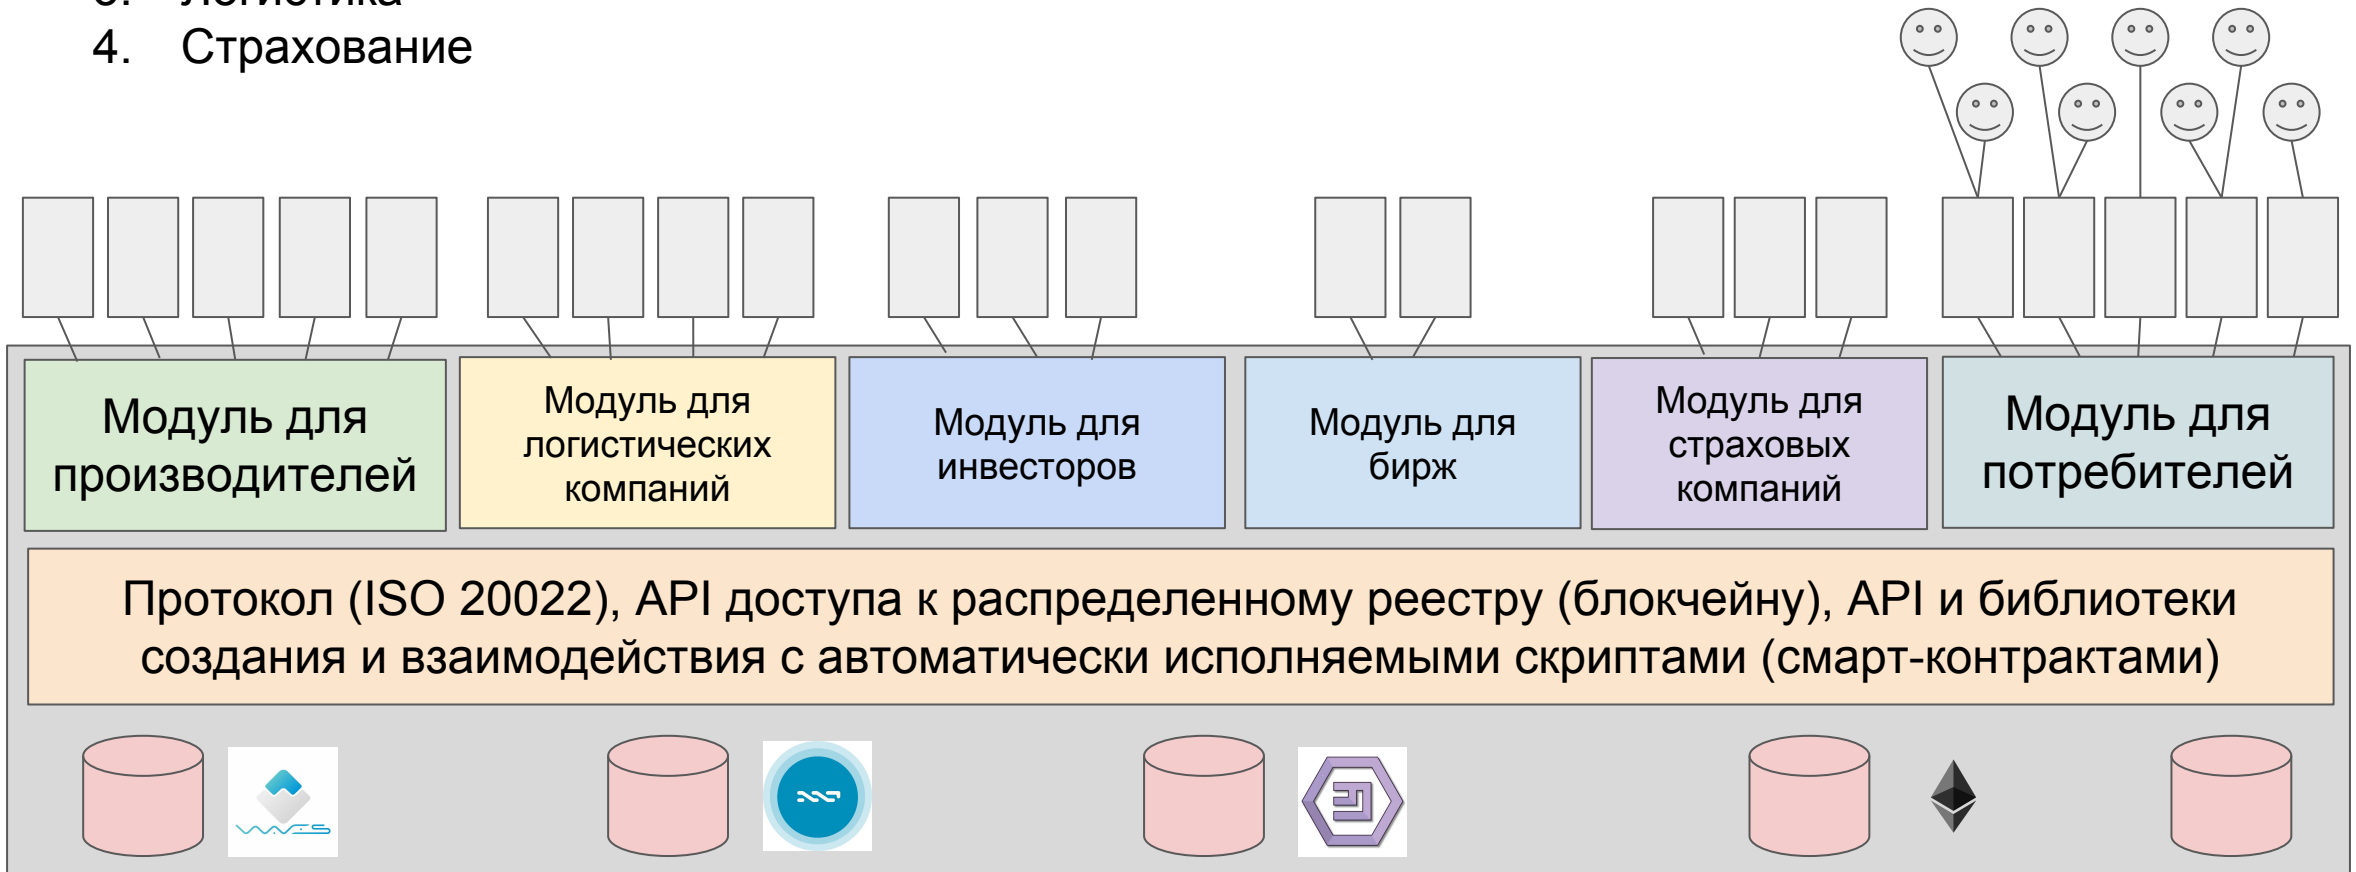 3. Логистика
4. Страхование
Модуль для
производителей
Модуль для
логистических
компаний
Модуль для
инвесторов
Модуль для
бирж
Модуль для
страховых
компаний
Модуль для
потребителей
Протокол (ISO 20022), API доступа к распределенному реестру (блокчейну), API и библиотеки
создания и взаимодействия с автоматически исполняемыми скриптами (смарт-контрактами)